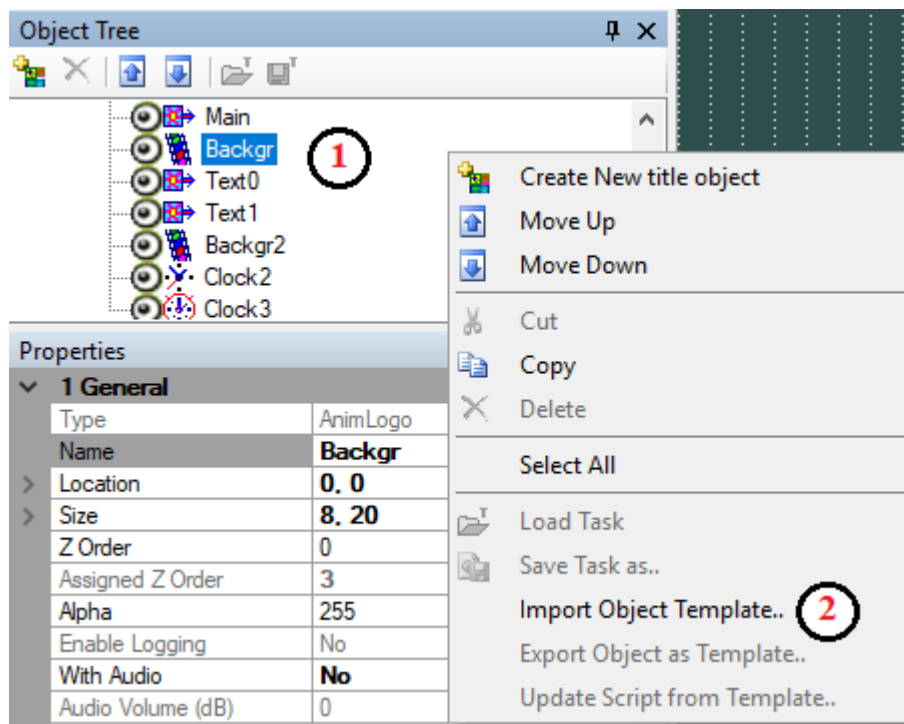 Object Tree
Main
Backgr
1
Text0
Text1
Backgr2
Clock2
Clock3
Create New title object
Move Up
Move Down
Cut
Copy
Delete
Select All
Load Task
Save Task as..
Import Object Template..
2
Export Object as Template..
Update Script from Template..
Properties
1 General
Type AnimLogo
Name Backgr
Location 0, 0
Size 8, 20
Z Order 0
Assigned Z Order 3
Alpha 255
Enable Logging No
With Audio No
Audio Volume (dB) 0